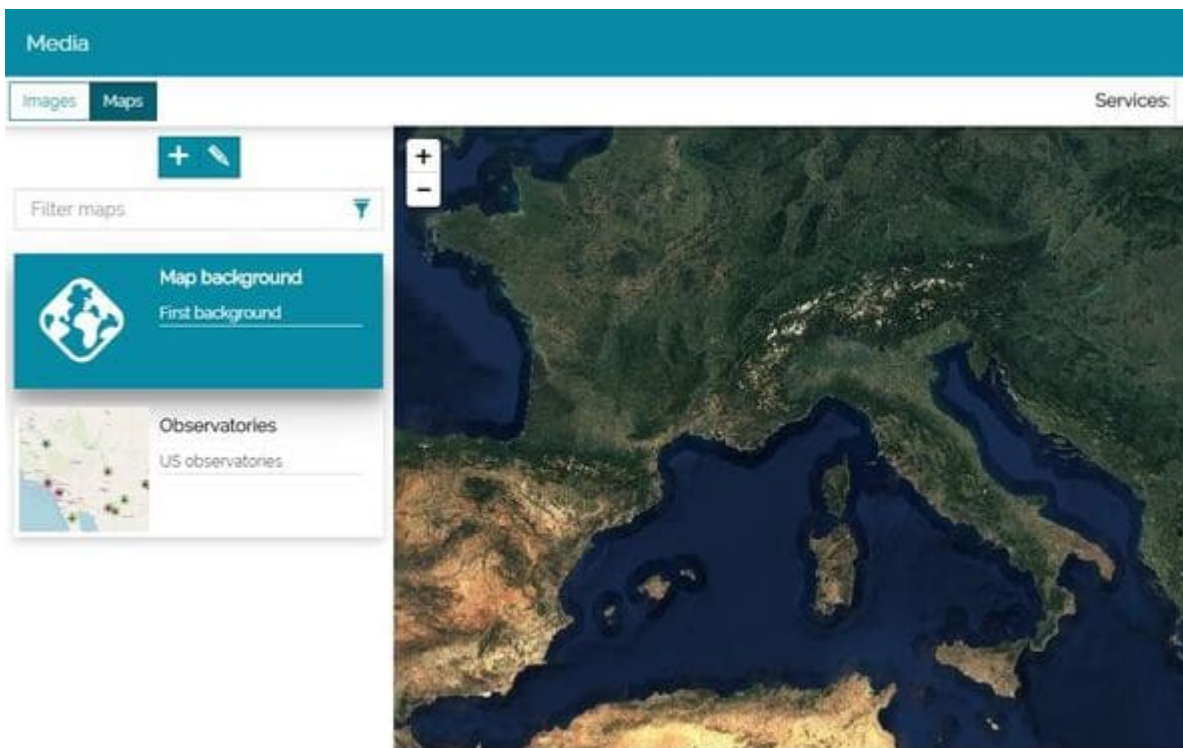 Media
Images Maps Services:
+
Filter maps
+
−
Map background
First background
Observatories
US observatories